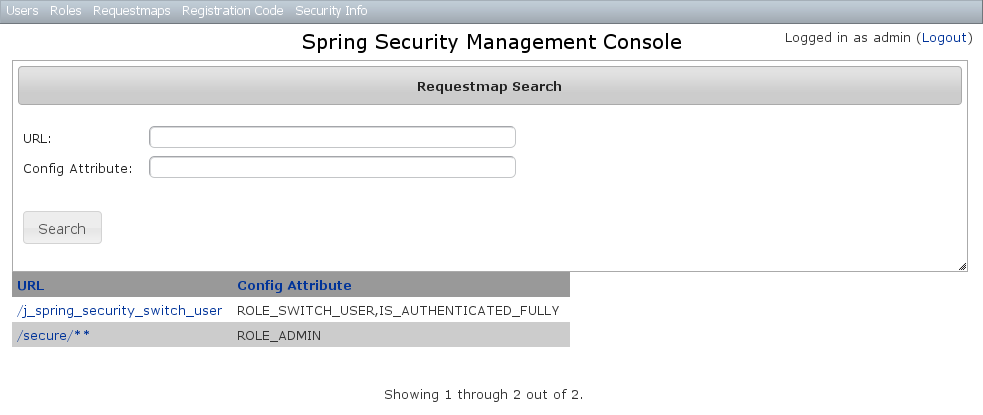 Users Roles Requestmaps Registration Code Security Info
Spring Security Management Console
Logged in as admin (Logout)
Requestmap Search
URL:
Config Attribute:
Search
URL Config Attribute
/j_spring_security_switch_user ROLE_SWITCH_USER,IS_AUTHENTICATED_FULLY
/secure/** ROLE_ADMIN
Showing 1 through 2 out of 2.